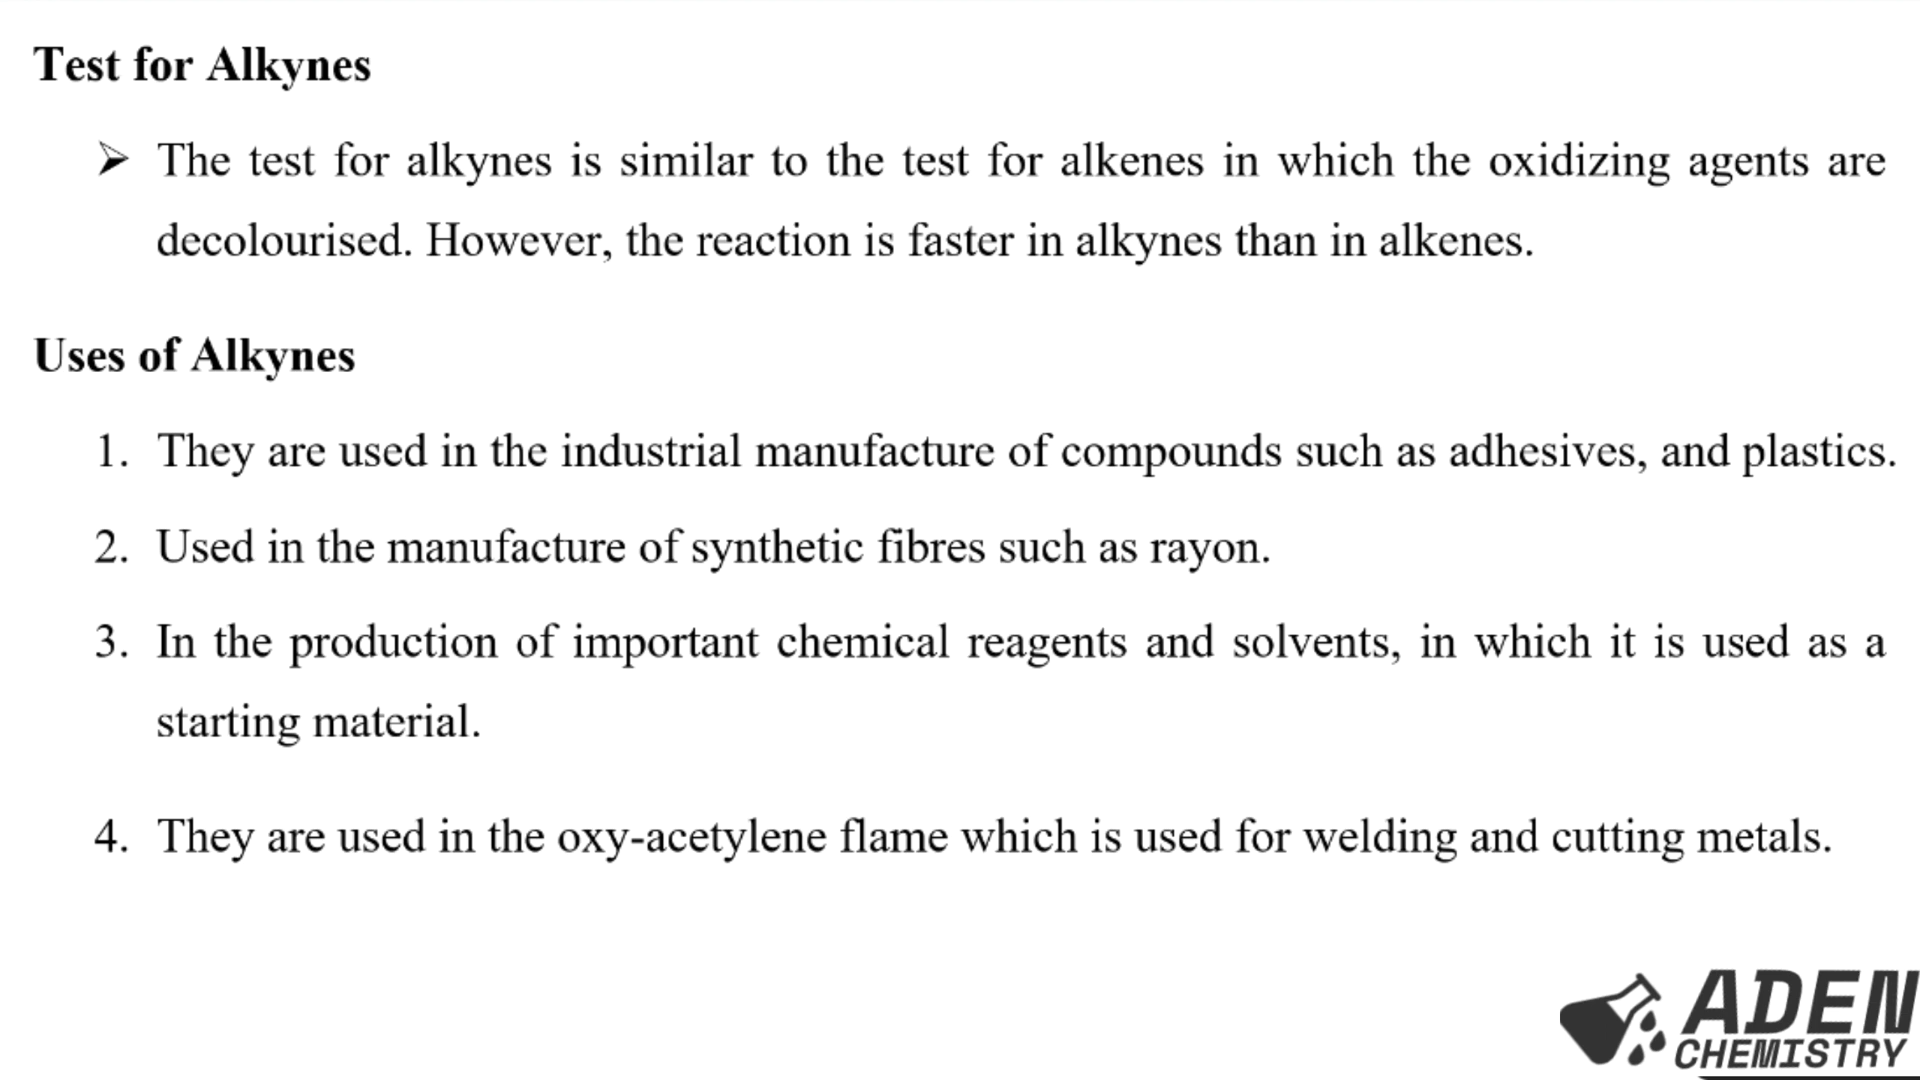 Test for Alkynes
➢ The test for alkynes is similar to the test for alkenes in which the oxidizing agents are
decolourised. However, the reaction is faster in alkynes than in alkenes.
Uses of Alkynes
1. They are used in the industrial manufacture of compounds such as adhesives, and plastics.
2. Used in the manufacture of synthetic fibres such as rayon.
3. In the production of important chemical reagents and solvents, in which it is used as a
starting material.
4. They are used in the oxy-acetylene flame which is used for welding and cutting metals.
ADEN
CHEMISTRY